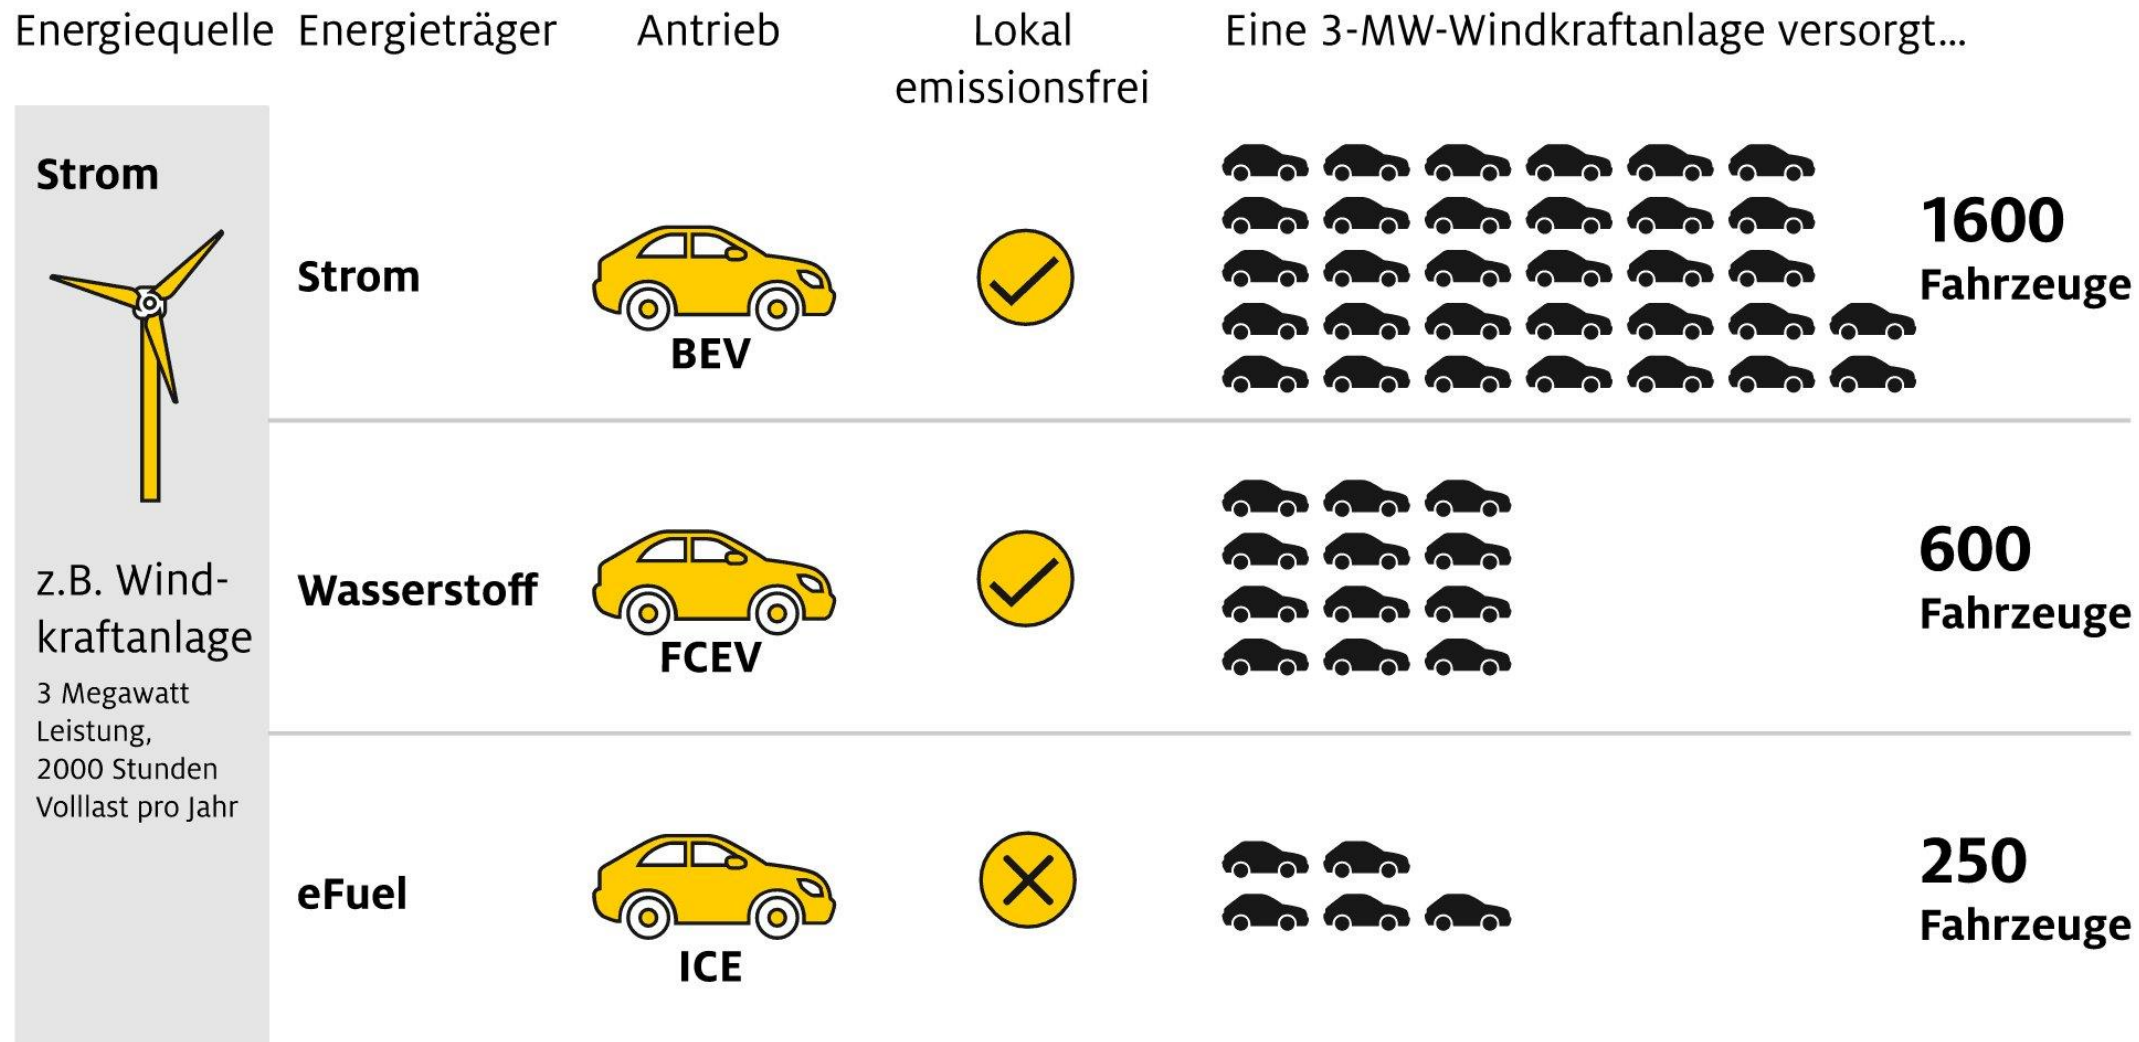 Energiequelle
Energieträger
Antrieb
Lokal
emissionsfrei
Eine 3-MW-Windkraftanlage versorgt...
Strom
z.B. Wind-
kraftanlage
3 Megawatt
Leistung,
2000 Stunden
Volllast pro Jahr
Strom
BEV
1600
Fahrzeuge
Wasserstoff
FCEV
600
Fahrzeuge
eFuel
ICE
250
Fahrzeuge